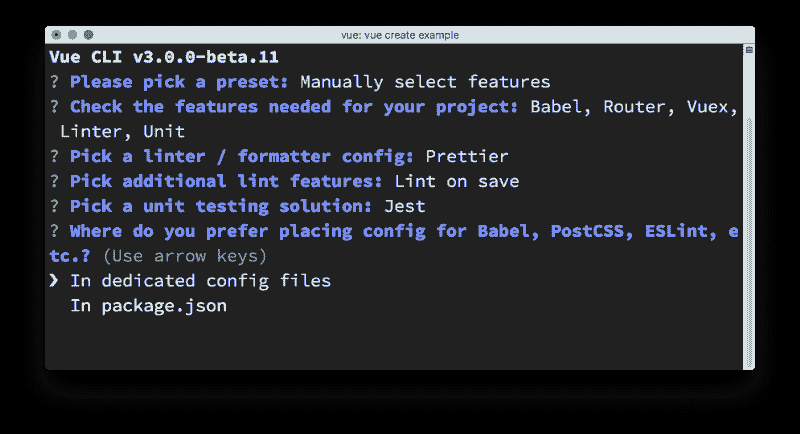 vue: vue create example
Vue CLI v3.0.0-beta.11
? Please pick a preset: Manually select features
? Check the features needed for your project: Babel, Router, Vuex,
Linter, Unit
? Pick a linter / formatter config: Prettier
? Pick additional lint features: Lint on save
? Pick a unit testing solution: Jest
? Where do you prefer placing config for Babel, PostCSS, ESLint, e
tc.? (Use arrow keys)
❯ In dedicated config files
In package.json